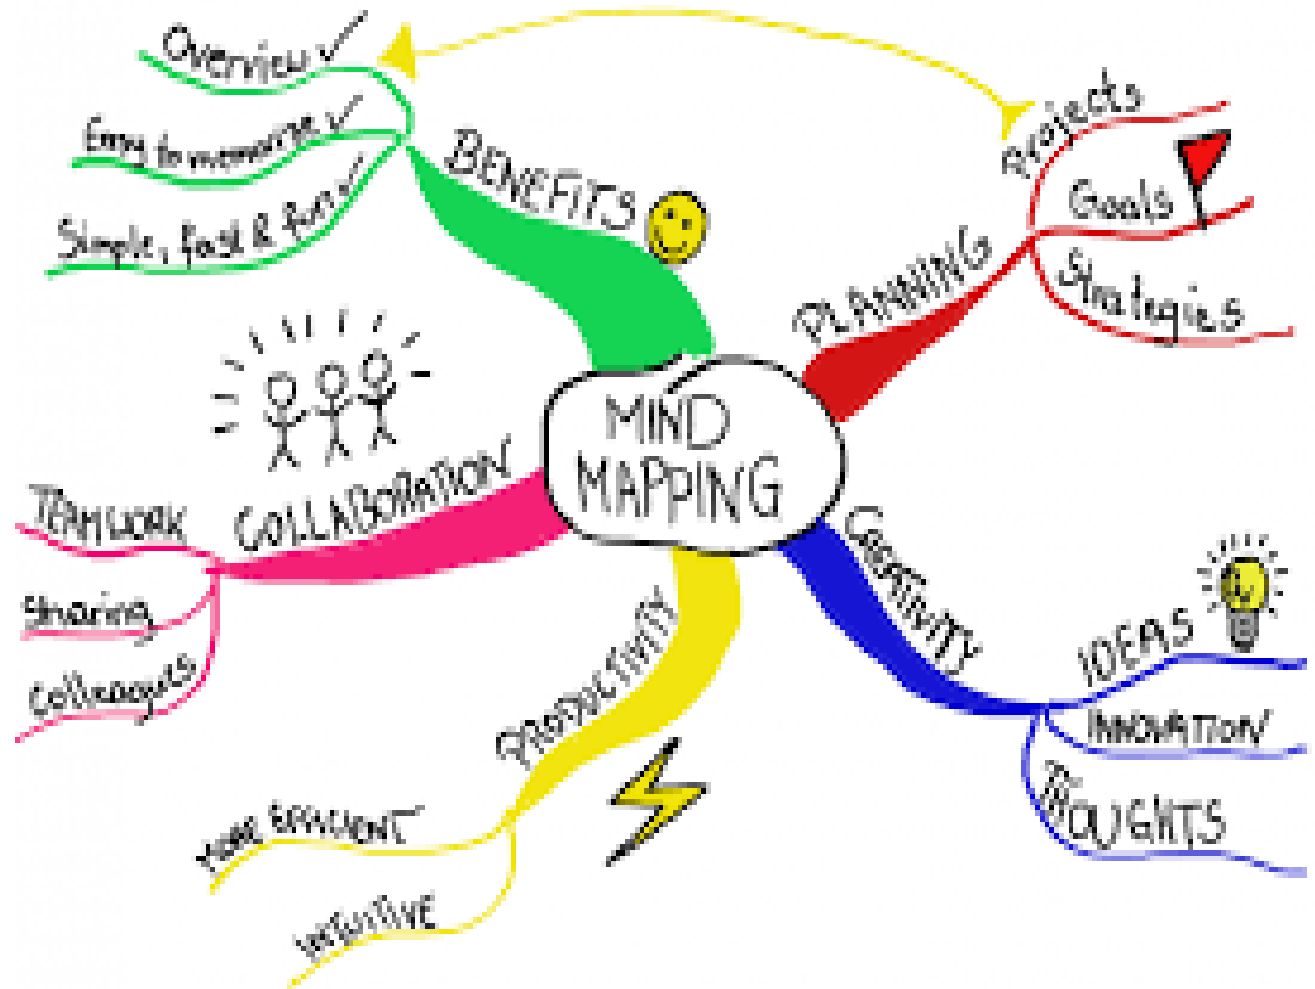 Overview
Easy to memorize
Simple, fast & fun!
BENEFITS
Projects
Goals
Strategies
PLANNING
MIND
MAPPING
COLLABORATION
TEAMWORK
Sharing
Colleagues
CREATIVITY
IDEAS
INNOVATION
THOUGHTS
PRODUCTIVITY
MORE EFFICIENT
INTUITIVE